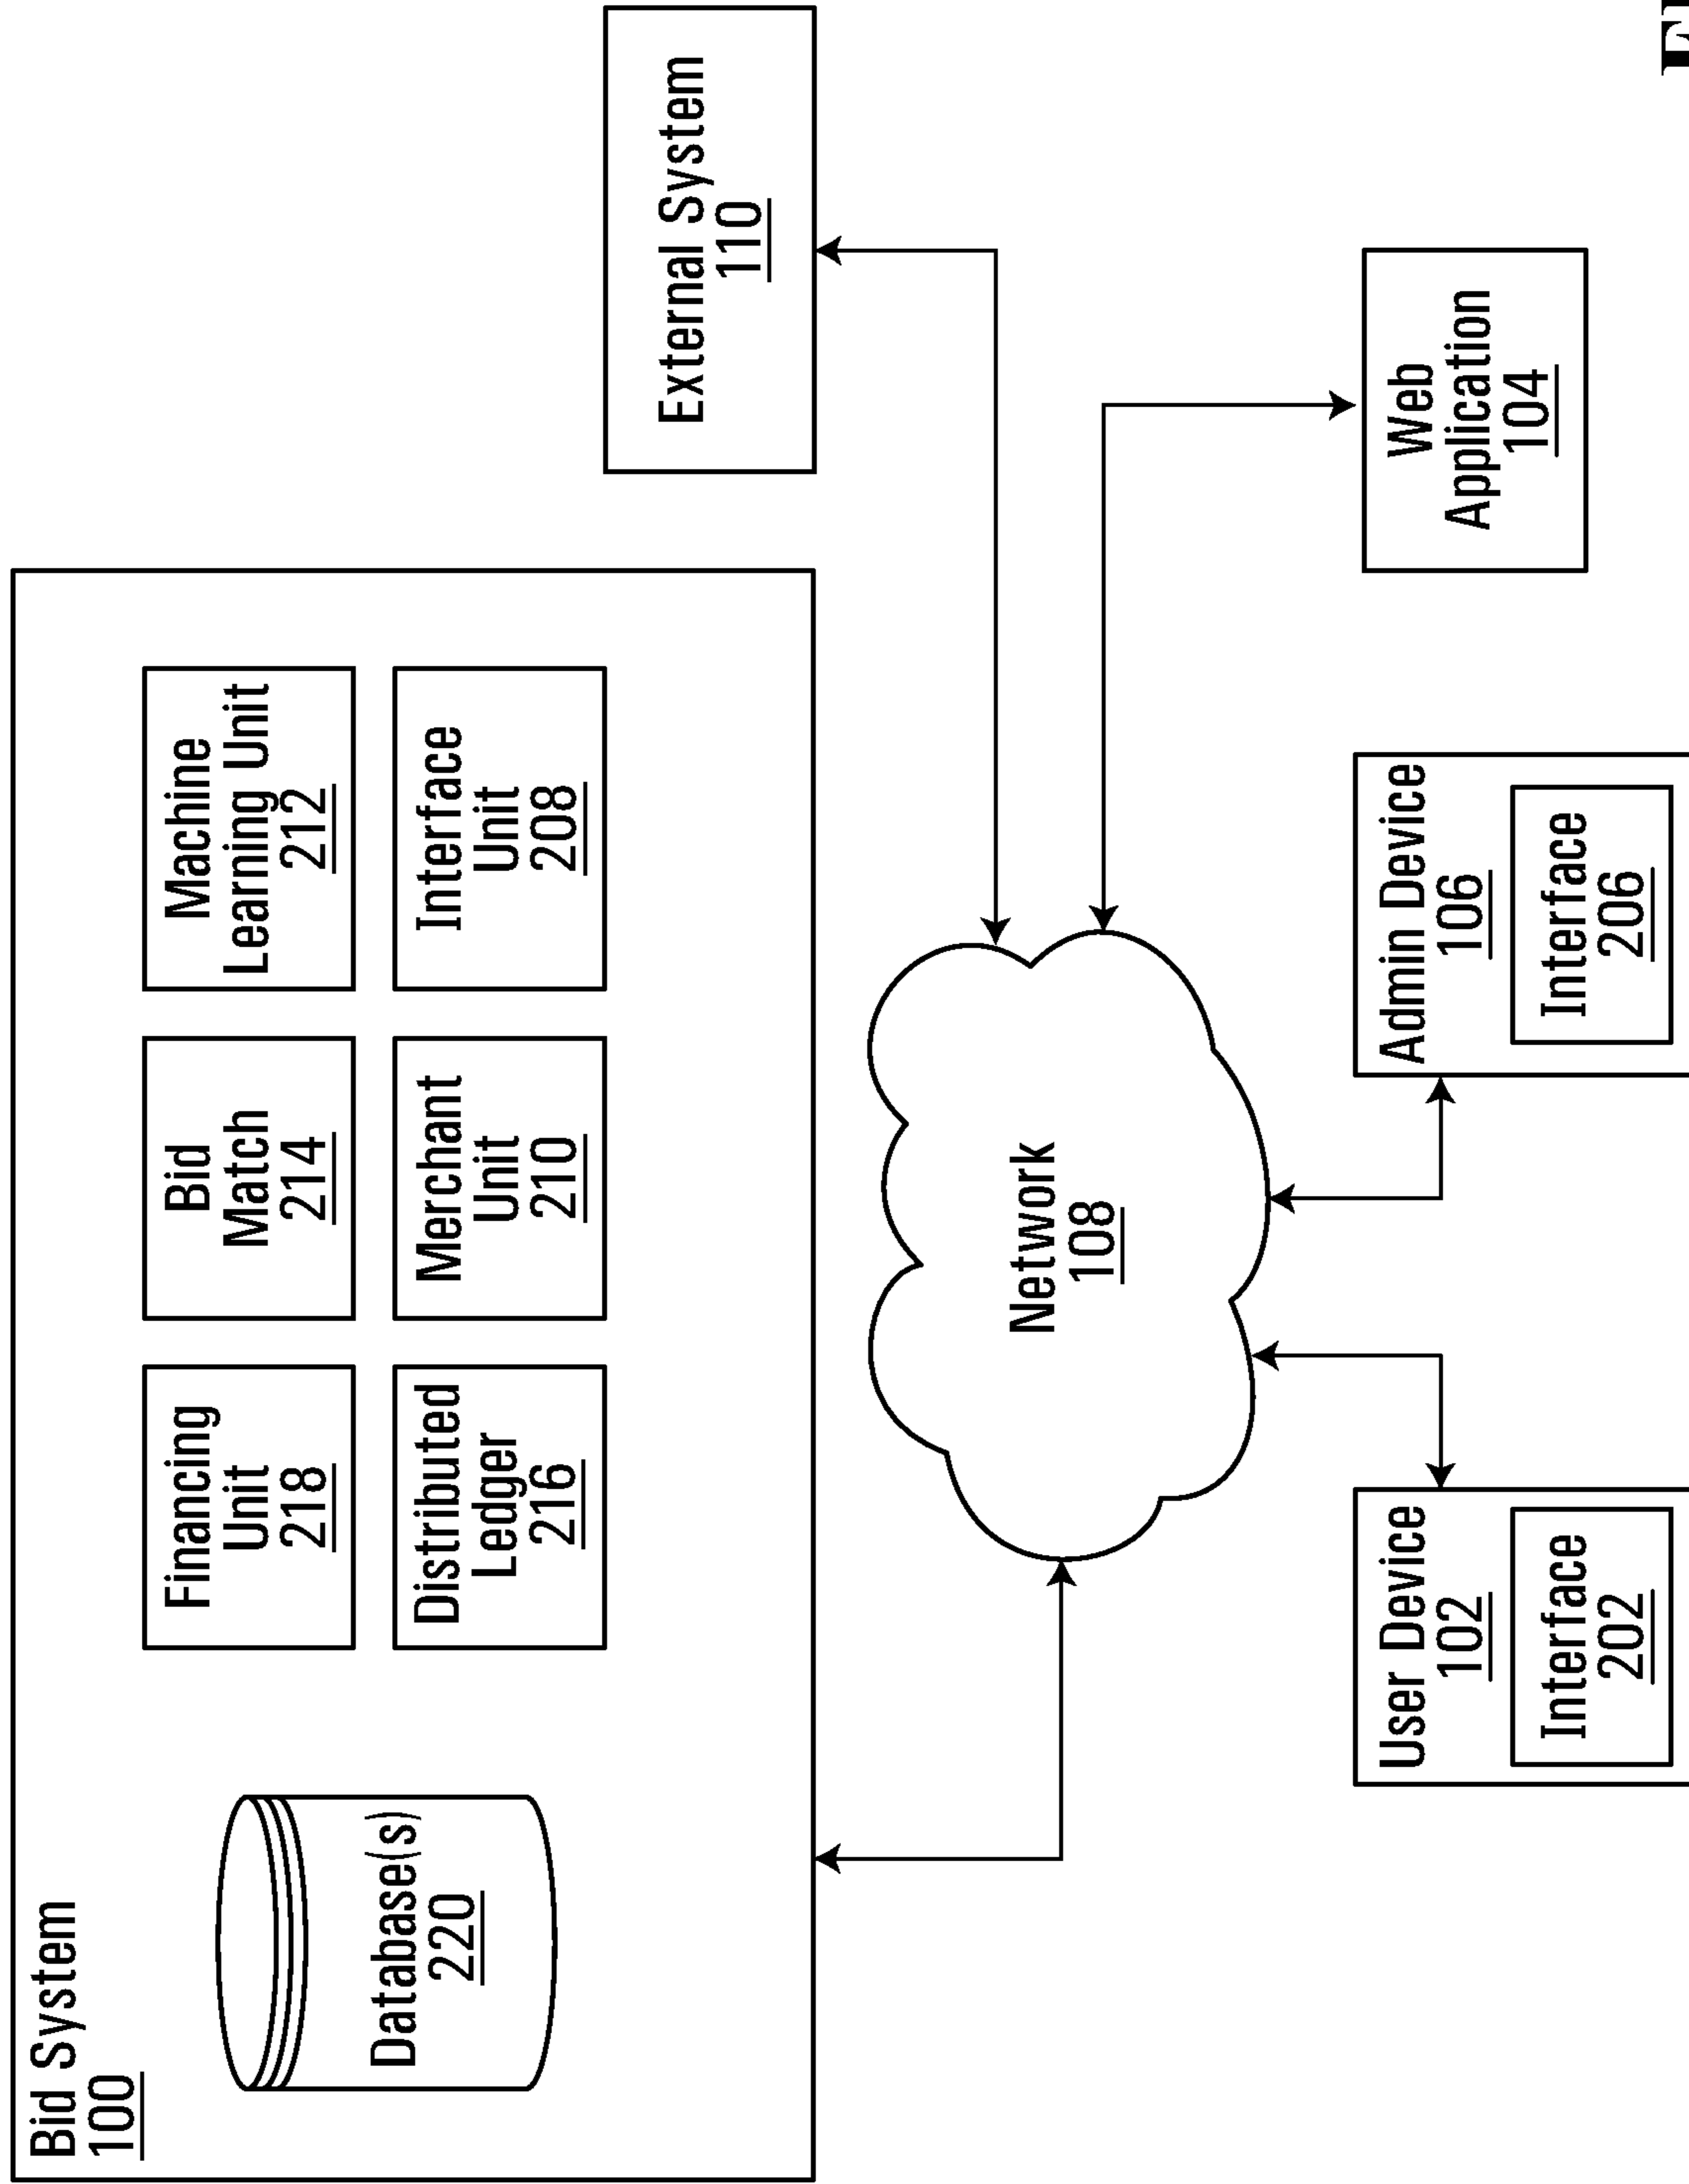 Bid System
100
Database(s)
220
Financing
Unit
218
Bid
Match
214
Machine
Learning Unit
212
Distributed
Ledger
216
Merchant
Unit
210
Interface
Unit
208
External System
110
Network
108
User Device
102
Interface
202
Admin Device
106
Interface
206
Web
Application
104